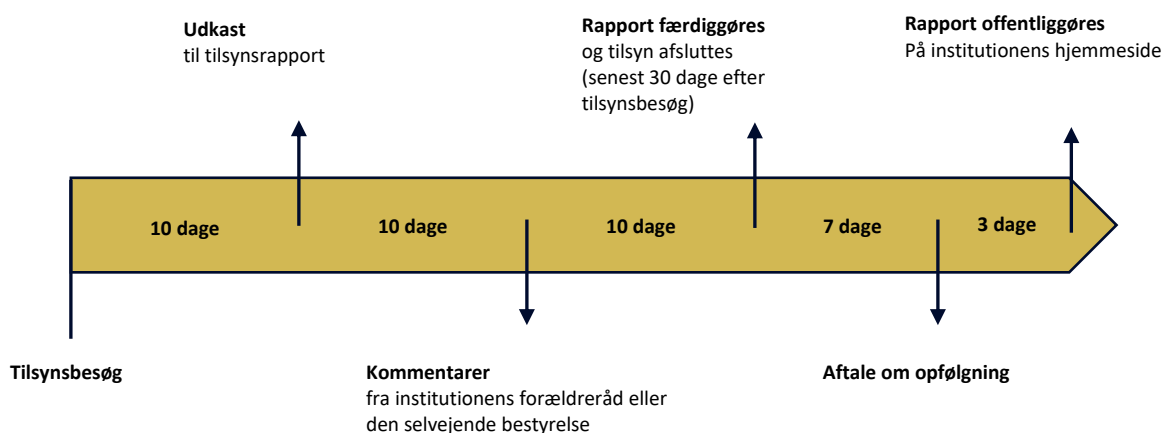 Udkast
til tilsynsrapport
Rapport færdiggøres
og tilsyn afsluttes
(senest 30 dage efter
tilsynsbesøg)
Rapport offentliggøres
På institutionens hjemmeside
10 dage
10 dage
10 dage
7 dage
3 dage
Tilsynsbesøg
Kommentarer
fra institutionens forældreråd eller
den selvejende bestyrelse
Aftale om opfølgning